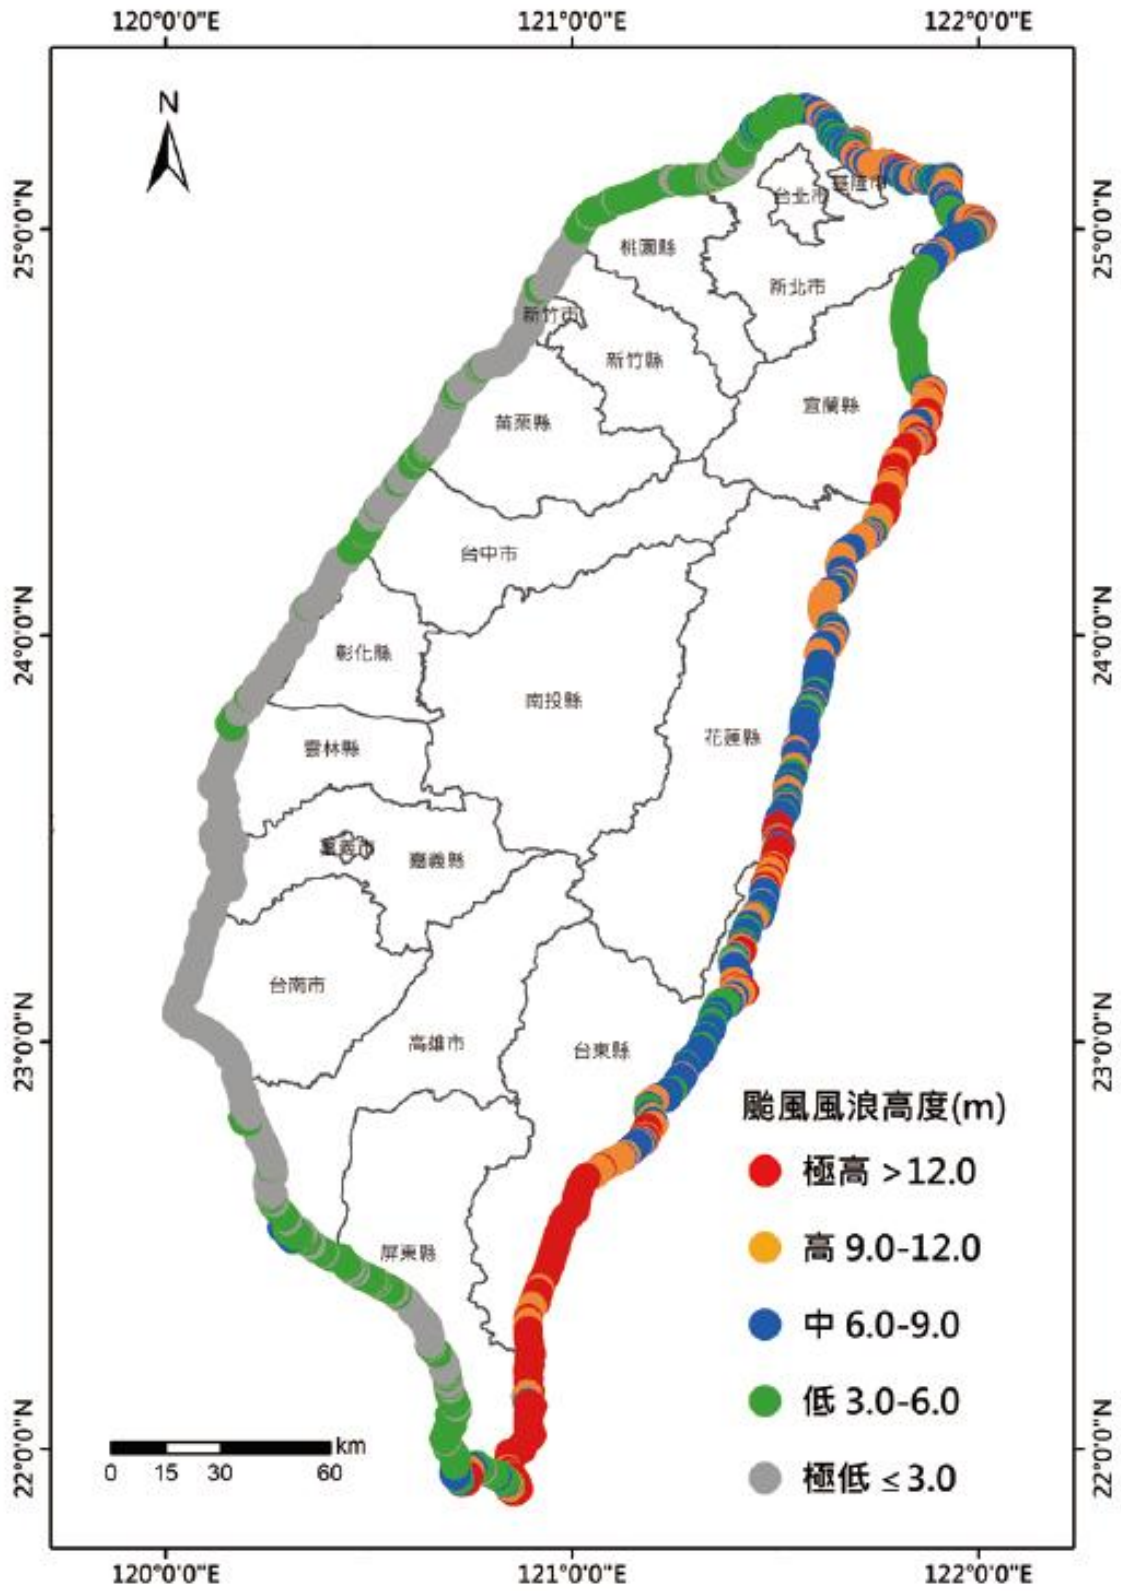 120°0'0"E
121°0'0"E
122°0'0"E
N
25°0'0"N
25°0'0"N
台北市
基隆市
桃園縣
新北市
新竹市
新竹縣
宜蘭縣
苗栗縣
台中市
24°0'0"N
24°0'0"N
彰化縣
南投縣
花蓮縣
雲林縣
嘉義市
嘉義縣
台南市
23°0'0"N
23°0'0"N
高雄市
台東縣
颱風風浪高度(m)
極高 >12.0
高 9.0-12.0
屏東縣
中 6.0-9.0
低 3.0-6.0
22°0'0"N
22°0'0"N
km
0 15 30 60
極低 ≤3.0
120°0'0"E
121°0'0"E
122°0'0"E